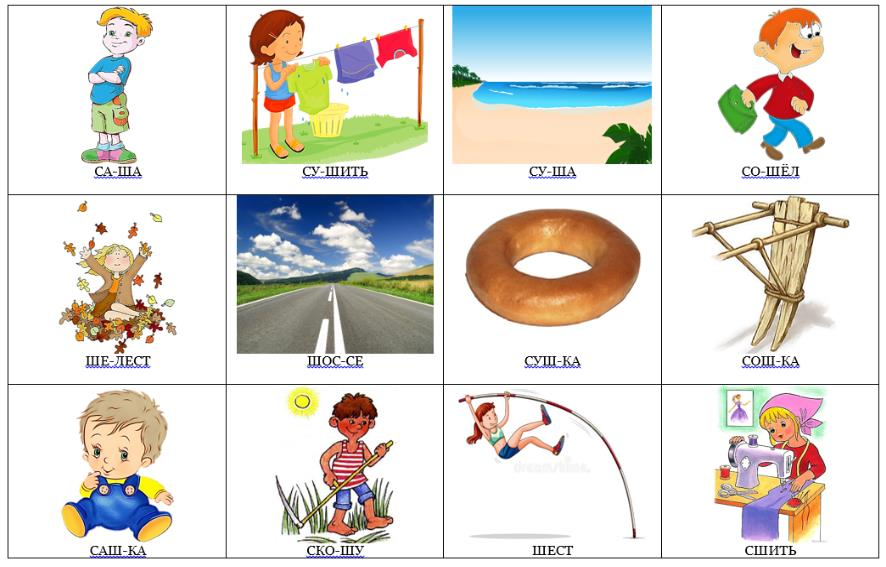 СА-ША
СУ-ШИТЬ
СУ-ША
СО-ШЁЛ
ШЕ-ЛЕСТ
ШОС-СЕ
СУШ-КА
СОШ-КА
САШ-КА
СКО-ШУ
dreamstime.
ШЕСТ
СШИТЬ